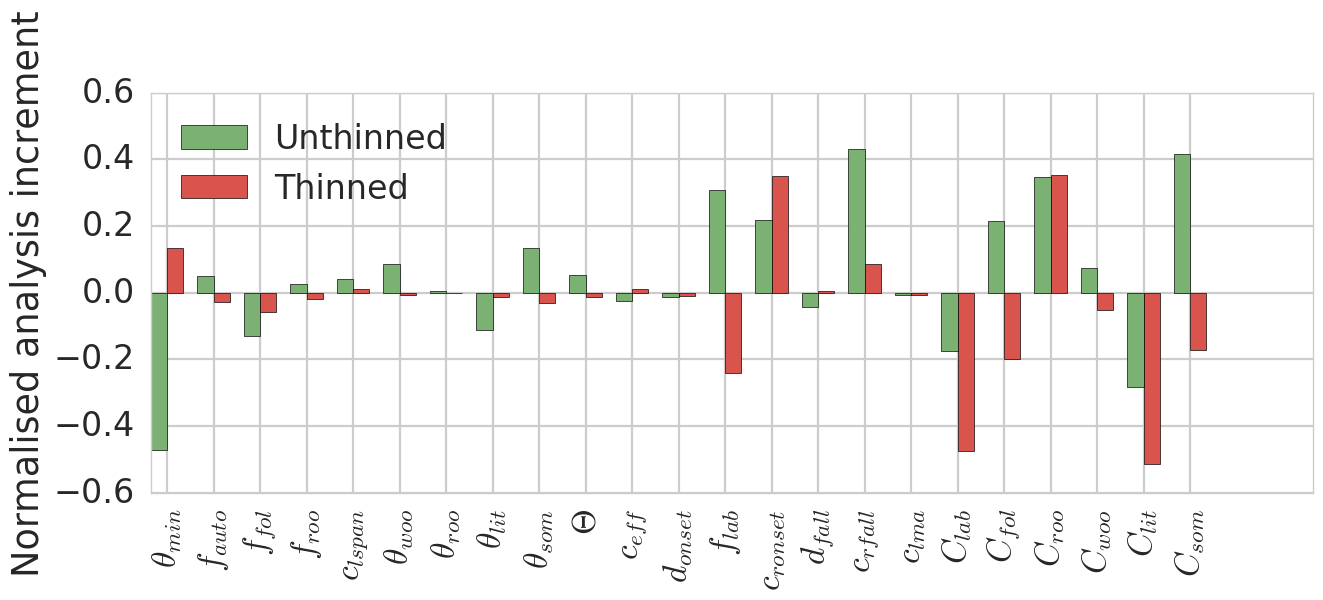 Normalised analysis increment
0.6
0.4
0.2
0.0
−0.2
−0.4
−0.6
Unthinned
Thinned
θmin
fauto
ffol
froo
clspan
θwoo
θroo
θlit
θsom
Θ
ceff
donset
flab
cronset
dfall
crfall
clma
Clab
Cfol
Croo
Cwoo
Clit
Csom